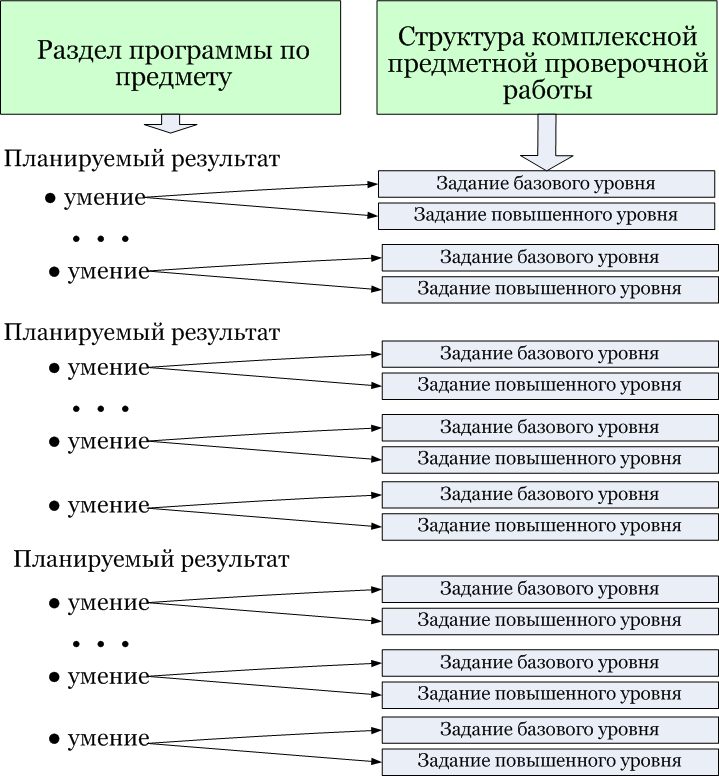 Раздел программы по
предмету
Структура комплексной
предметной проверочной
работы
Планируемый результат
• умение
Задание базового уровня
Задание повышенного уровня
• • •
• умение
Задание базового уровня
Задание повышенного уровня
Планируемый результат
• умение
Задание базового уровня
Задание повышенного уровня
• • •
• умение
Задание базового уровня
Задание повышенного уровня
• умение
Задание базового уровня
Задание повышенного уровня
Планируемый результат
• умение
Задание базового уровня
Задание повышенного уровня
• • •
• умение
Задание базового уровня
Задание повышенного уровня
• умение
Задание базового уровня
Задание повышенного уровня